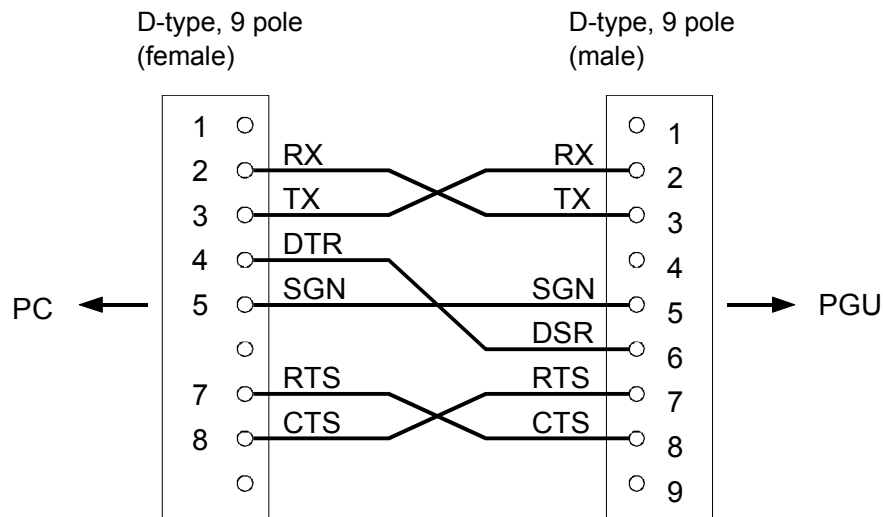 D-type, 9 pole
(female)
D-type, 9 pole
(male)
1
1
2 RX RX 2
3 TX TX 3
4 DTR 4
PC 5 SGN SGN 5 PGU
DSR 6
7 RTS RTS 7
8 CTS CTS 8
9